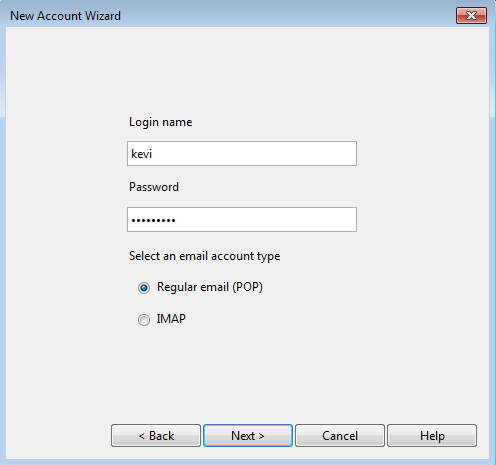 New Account Wizard
Login name
kevi
Password
•••••••••
Select an email account type
Regular email (POP)
IMAP
< Back Next > Cancel Help